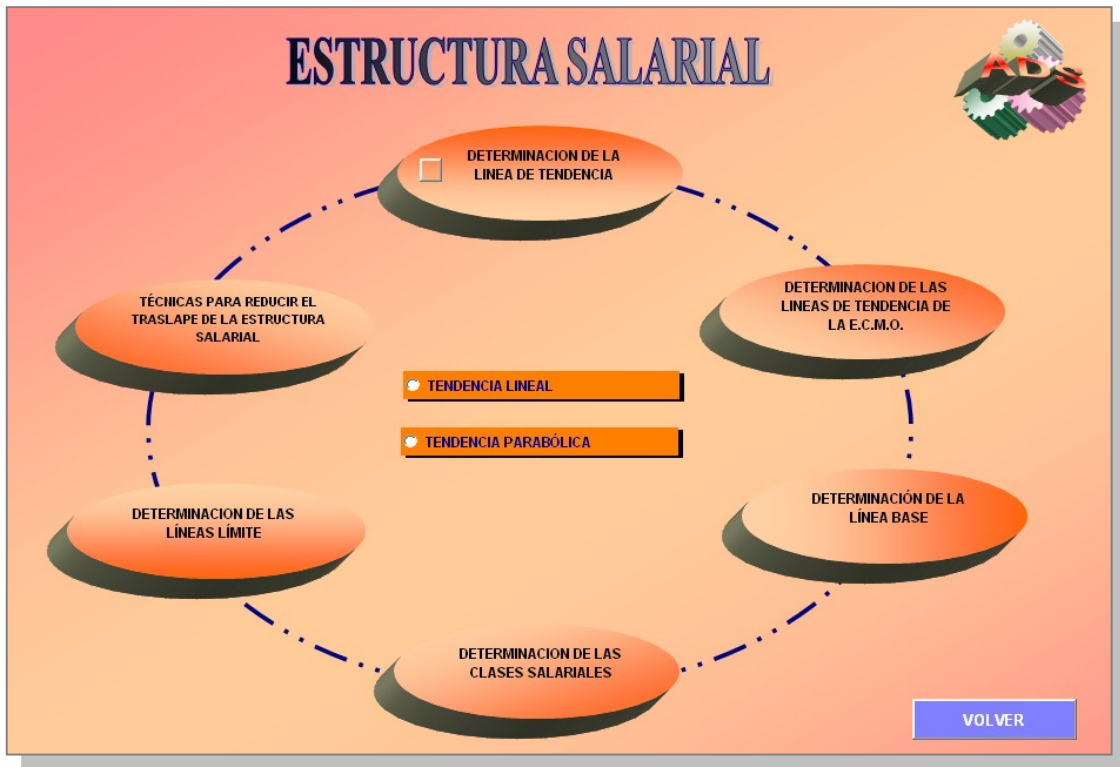 ESTRUCTURA SALARIAL
ADS
DETERMINACION DE LA
LINEA DE TENDENCIA
DETERMINACION DE LAS
LINEAS DE TENDENCIA DE
LA E.C.M.O.
TÉCNICAS PARA REDUCIR EL
TRASLAPE DE LA ESTRUCTURA
SALARIAL
TENDENCIA LINEAL
TENDENCIA PARABÓLICA
DETERMINACIÓN DE LA
LÍNEA BASE
DETERMINACION DE LAS
LÍNEAS LÍMITE
DETERMINACION DE LAS
CLASES SALARIALES
VOLVER